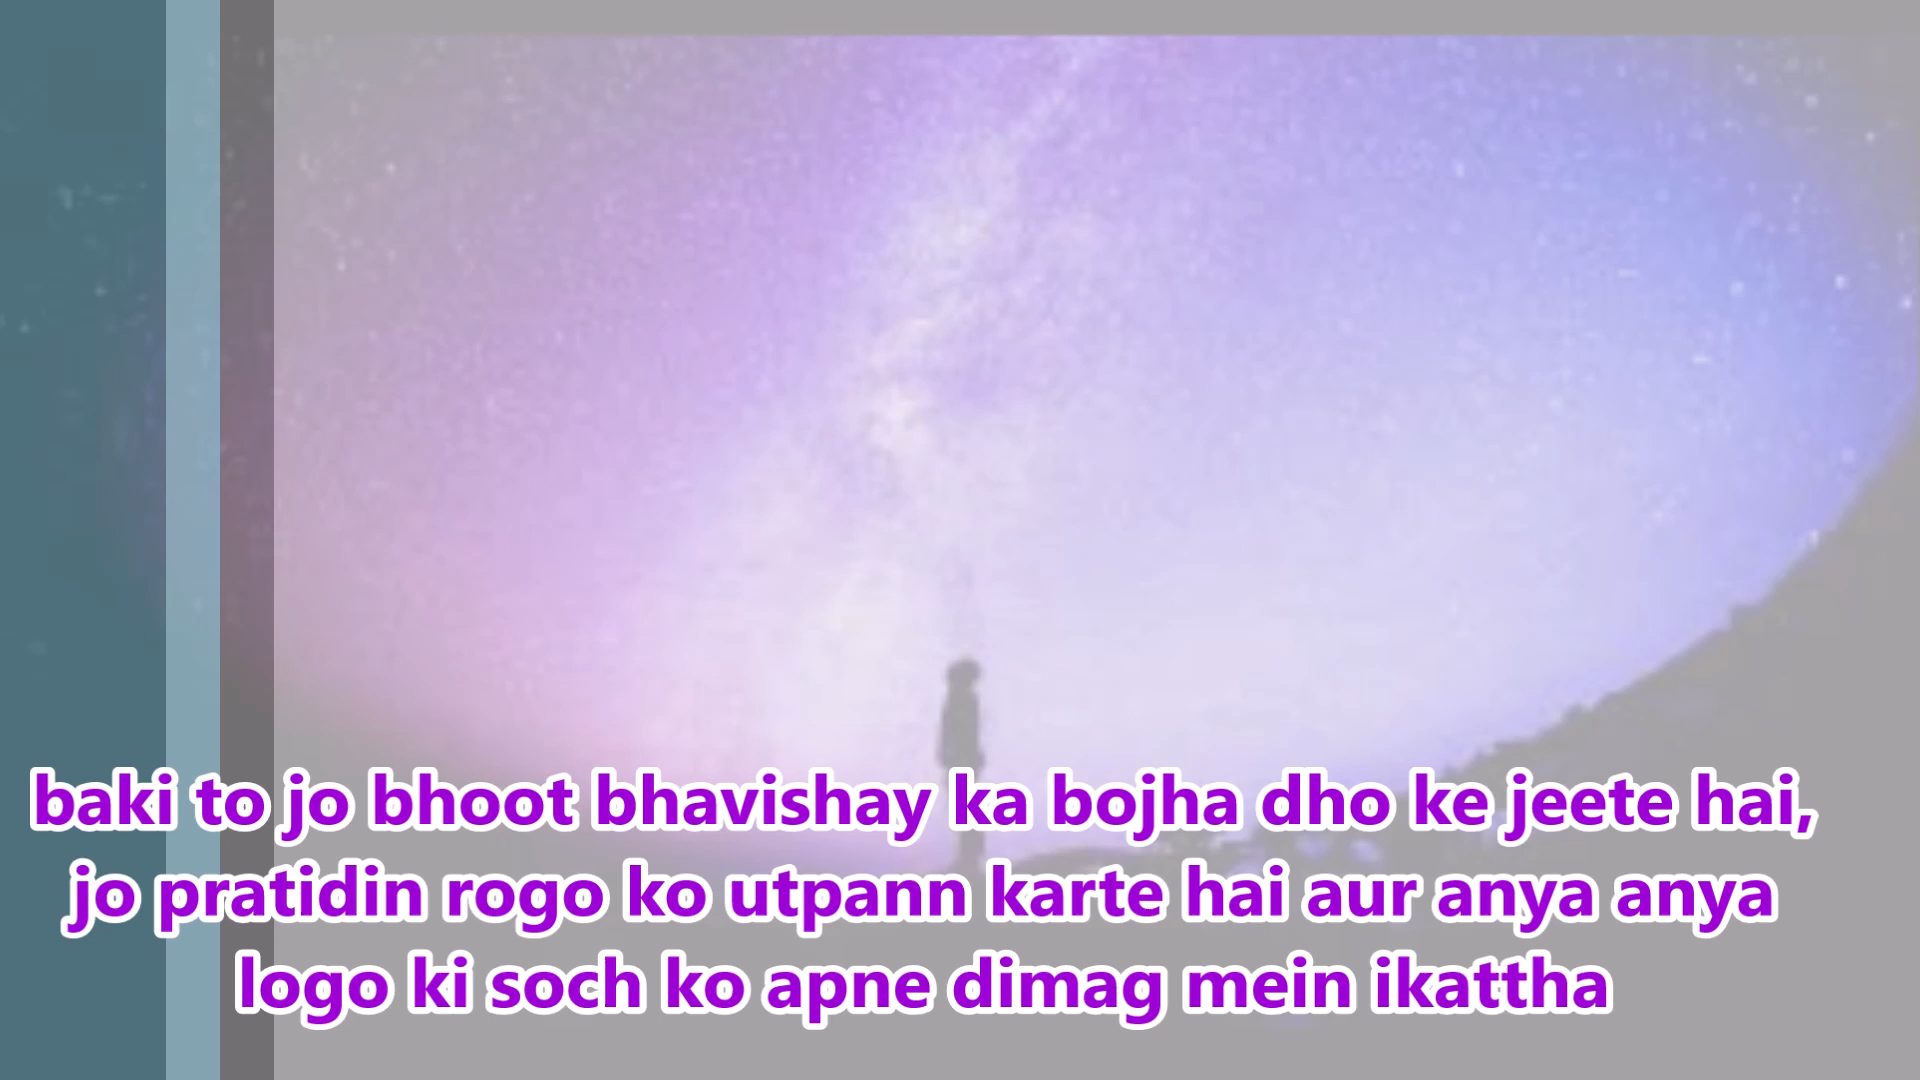 baki to jo bhoot bhavishay ka bojha dho ke jeete hai,
jo pratidin rogo ko utpann karte hai aur anya anya
logo ki soch ko apne dimag mein ikattha